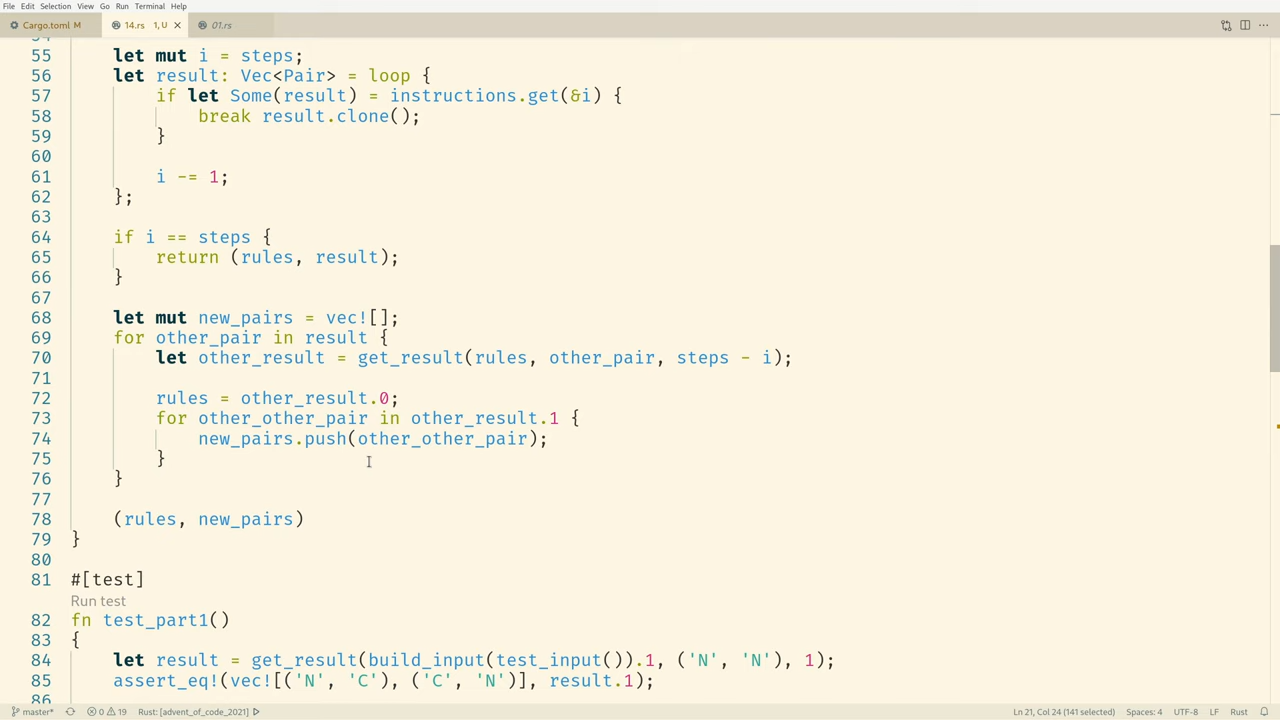 File Edit Selection View Go Run Terminal Help
Cargo.toml M 14.rs 1, U 01.rs
55 let mut i = steps;
56 let result: Vec<Pair> = loop {
57 if let Some(result) = instructions.get(&i) {
58 break result.clone();
59 }
60
61 i -= 1;
62 };
63
64 if i == steps {
65 return (rules, result);
66 }
67
68 let mut new_pairs = vec![];
69 for other_pair in result {
70 let other_result = get_result(rules, other_pair, steps - i);
71
72 rules = other_result.0;
73 for other_other_pair in other_result.1 {
74 new_pairs.push(other_other_pair);
75 }
76 }
77
78 (rules, new_pairs)
79 }
80
81 #[test]
Run test
82 fn test_part1()
83 {
84 let result = get_result(build_input(test_input()).1, ('N', 'N'), 1);
85 assert_eq!(vec![('N', 'C'), ('C', 'N')], result.1);
86
master* 0 19 Rust: [advent_of_code_2021] Ln 21, Col 24 (141 selected) Spaces: 4 UTF-8 LF Rust